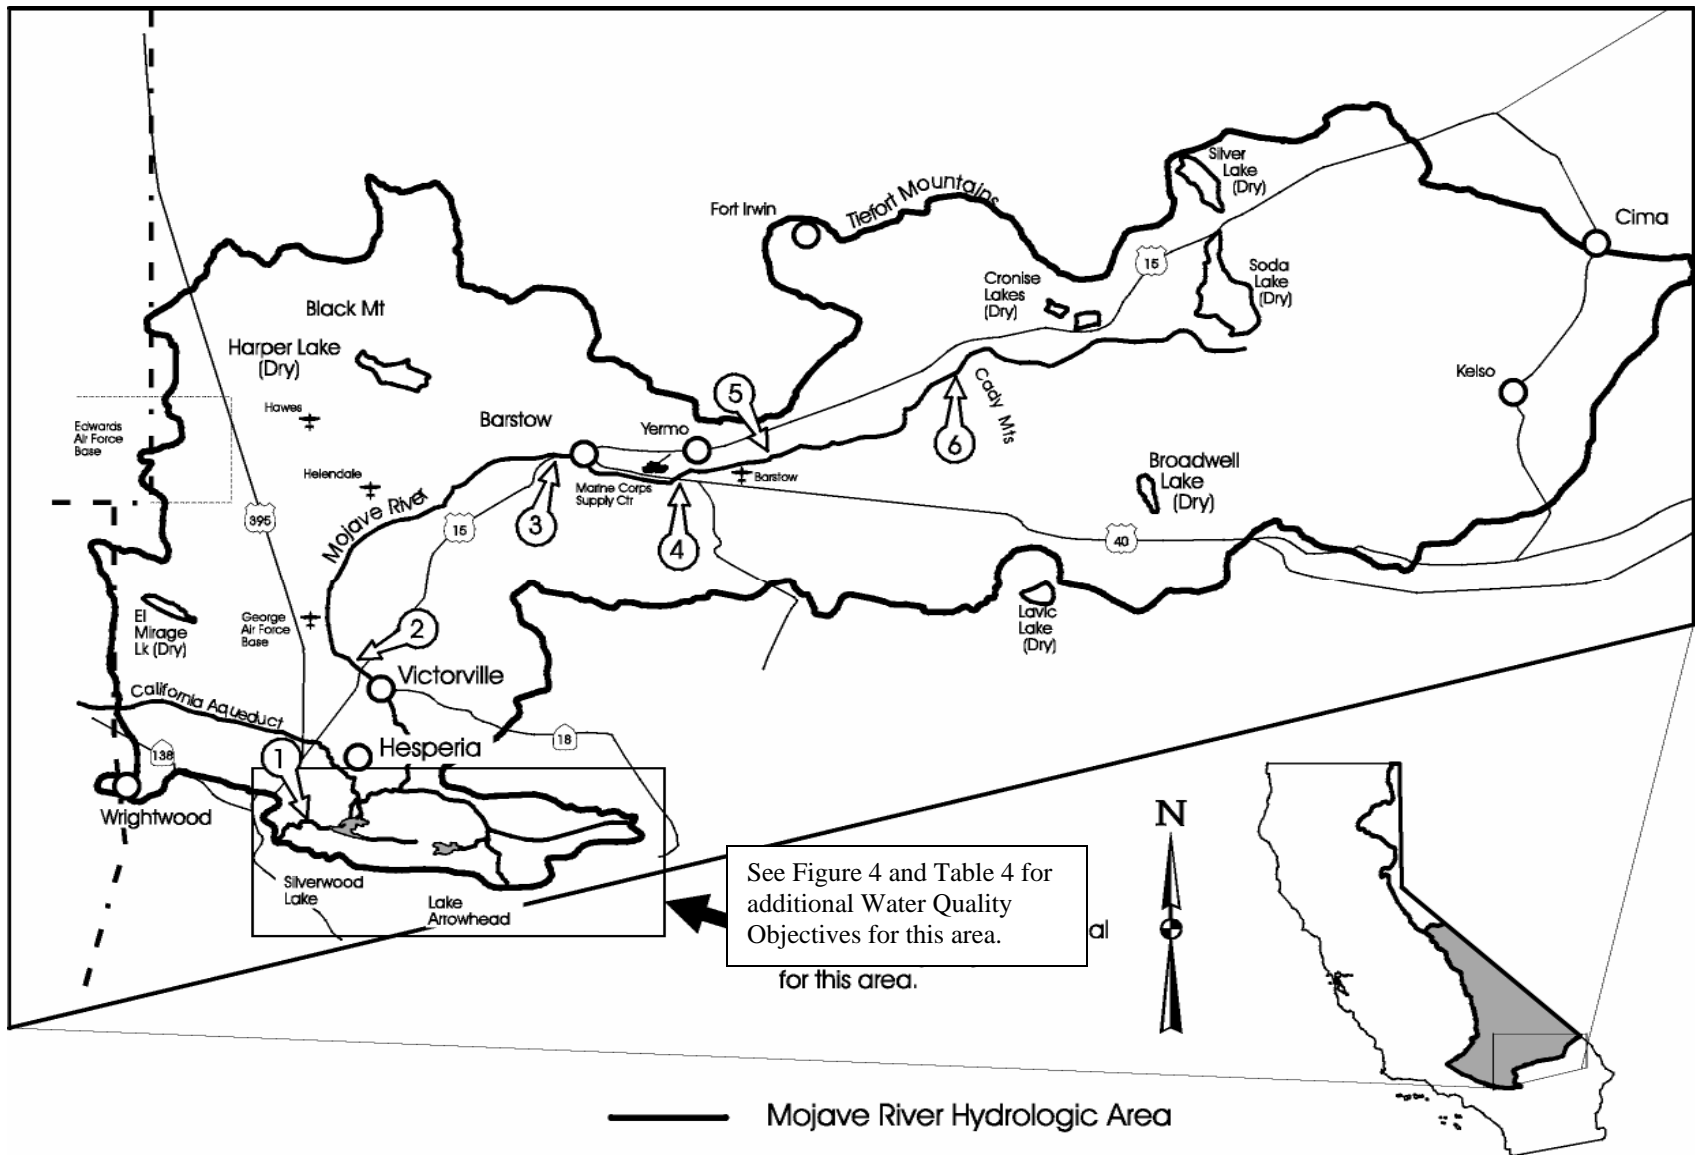 Silver
Lake
(Dry)
Tiefort Mountains
Fort Irwin
Cima
15
Soda
Lake
(Dry)
Cronise
Lakes
(Dry)
Black Mt
Harper Lake
(Dry)
Kelso
Cady Mts
5
Hawes
Barstow
Yermo
Edwards
Air Force
Base
6
Broadwell
Lake
(Dry)
Helendale
Barstow
Marine Corps
Supply Ctr
Mojave River
395
15
3
4
40
El
Mirage
Lk (Dry)
George
Air Force
Base
2
Lavic
Lake
(Dry)
Victorville
California Aqueduct
18
Hesperia
138
1
Wrightwood
N
See Figure 4 and Table 4 for
additional Water Quality
Objectives for this area.
al
for this area.
Silverwood
Lake
Lake
Arrowhead
Mojave River Hydrologic Area